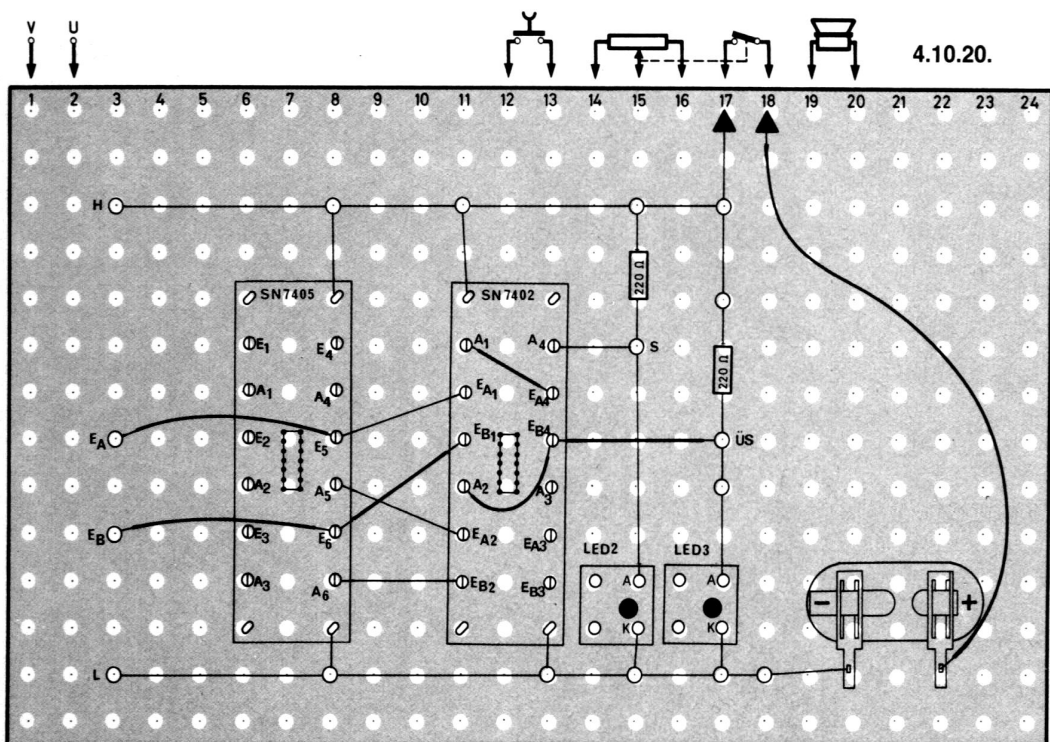 V U
4.10.20.
1 2 3 4 5 6 7 8 9 10 11 12 13 14 15 16 17 18 19 20 21 22 23 24
H
SN7405 SN7402
220 Ω
E1 E4 A1 A4 S
A1 A4 EA1 EA4
220 Ω
EA E2 E5 EB1 EB4 ÜS
A2 A5 A2 A3
EB E3 E6 EA2 EA3 LED2 LED3
A3 A6 EB2 EB3 A A
- +
K K
L